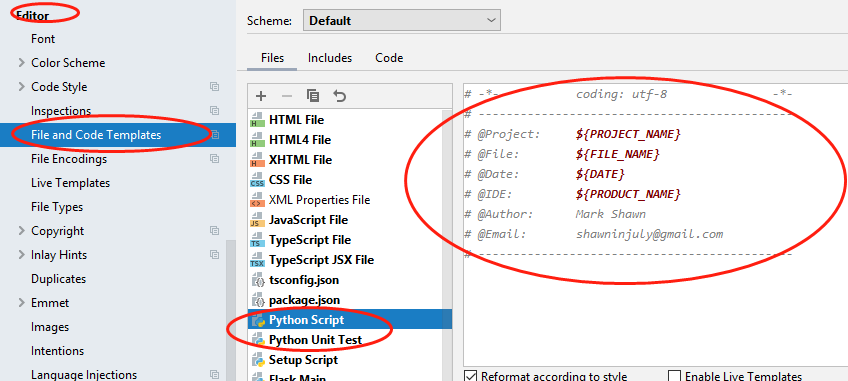 Editor
Font
Color Scheme
Code Style
Inspections
File and Code Templates
File Encodings
Live Templates
File Types
Copyright
Inlay Hints
Duplicates
Emmet
Images
Intentions
Language Injections
Scheme: Default
Files Includes Code
HTML File
HTML4 File
XHTML File
CSS File
XML Properties File
JavaScript File
TypeScript File
TypeScript JSX File
tsconfig.json
package.json
Python Script
Python Unit Test
Setup Script
Flask Main
# -*- coding: utf-8 -*-
# -------------------------------------------
# @Project: ${PROJECT_NAME}
# @File: ${FILE_NAME}
# @Date: ${DATE}
# @IDE: ${PRODUCT_NAME}
# @Author: Mark Shawn
# @Email: shawninjuly@gmail.com
# -------------------------------------------
Reformat according to style Enable Live Templates